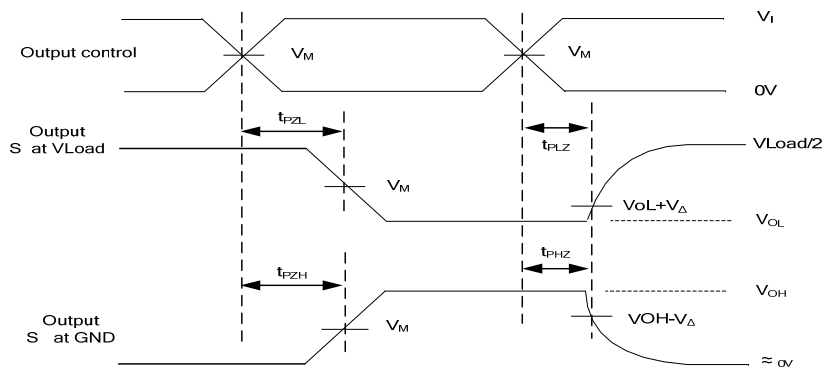 VI
Output control
VM
VM
0V
Output
S at VLoad
tPZL
tPLZ
VLoad/2
VM
VoL+VΔ
VOL
tPZH
tPHZ
VOH
Output
S at GND
VM
VOH-VΔ
≈ 0V